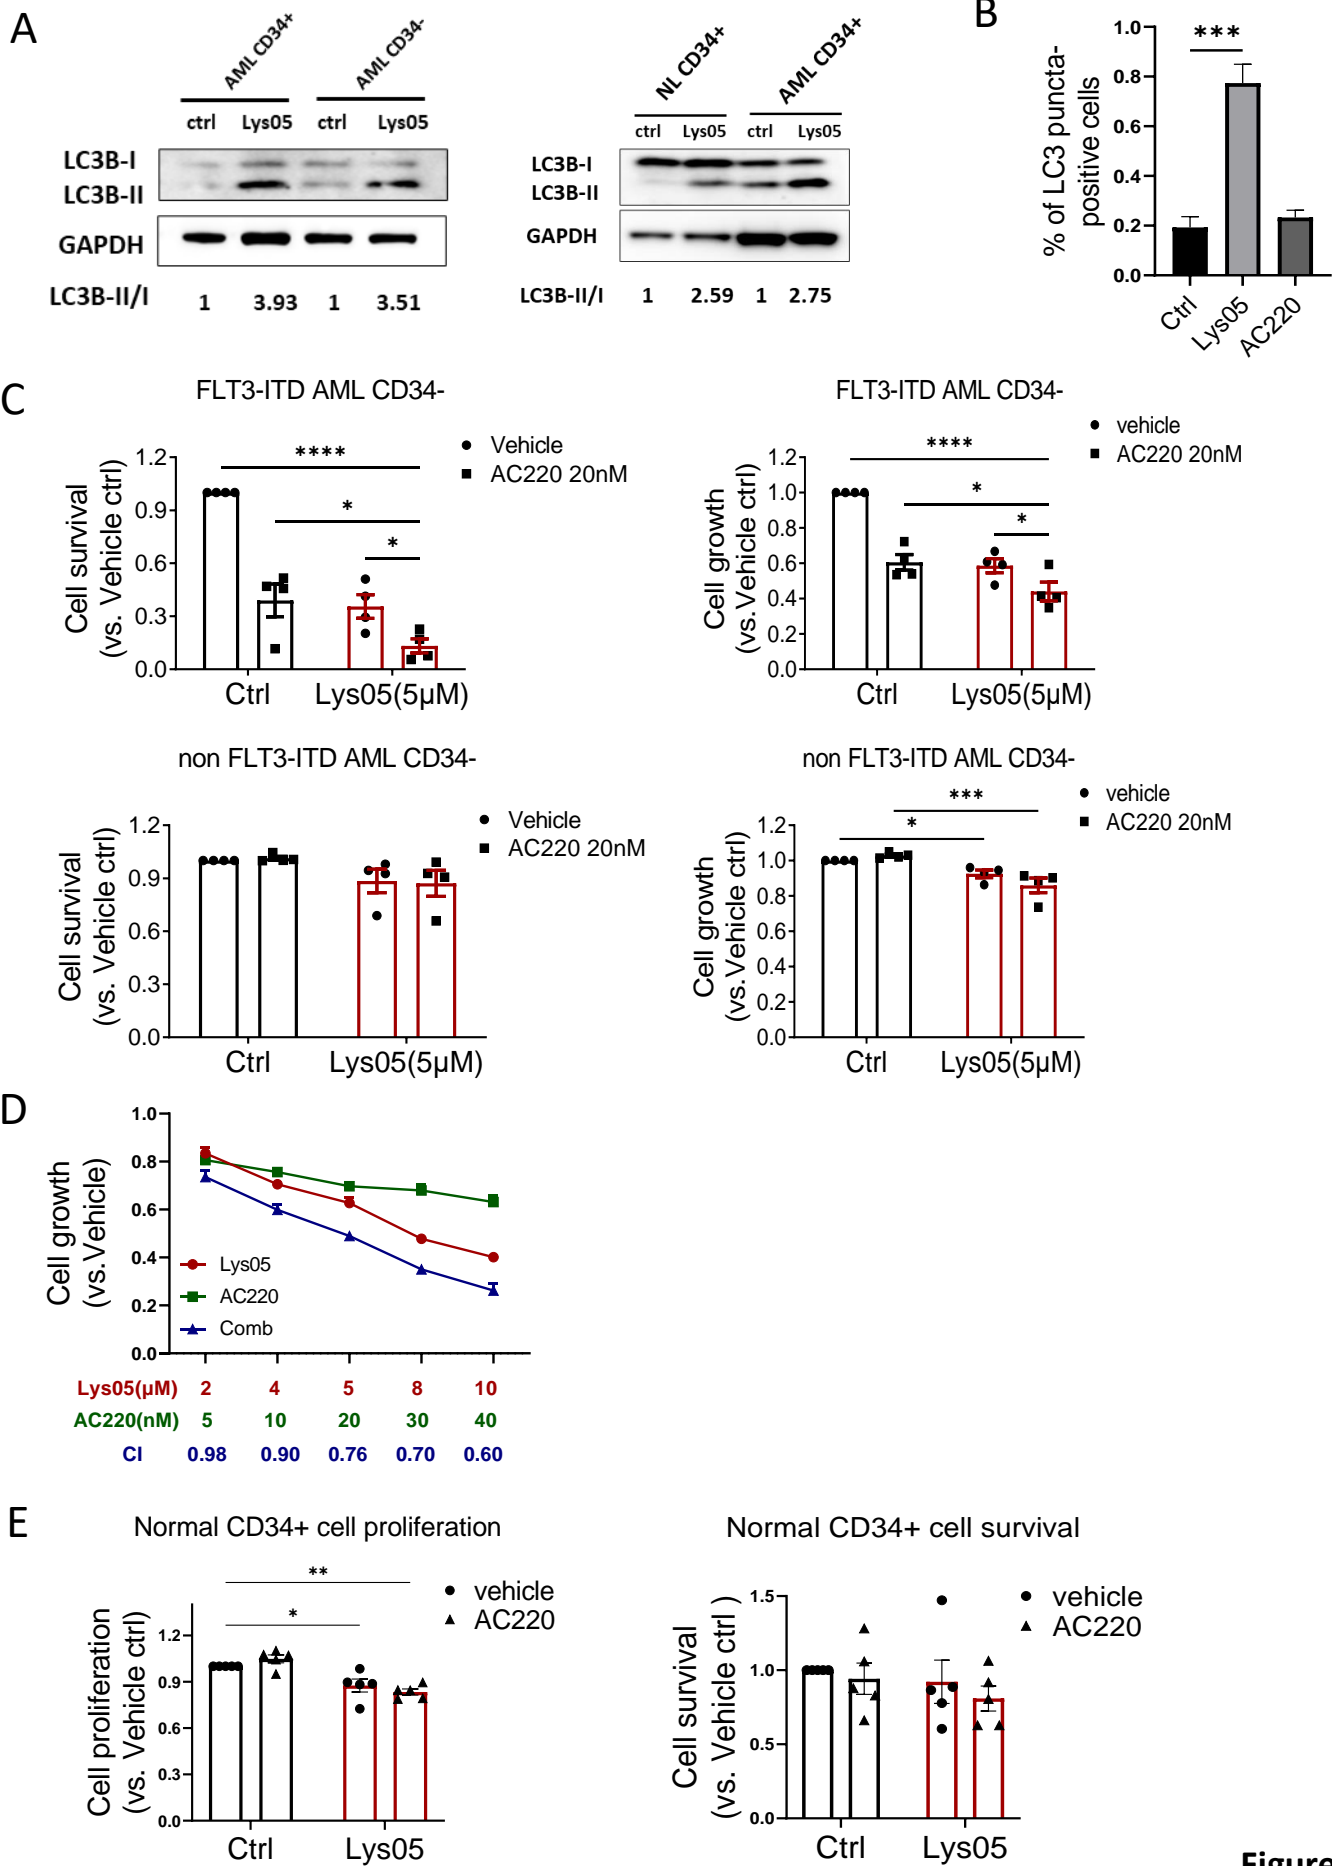 A
AML CD34+
AML CD34-
ctrl Lys05 ctrl Lys05
LC3B-I
LC3B-II
GAPDH
LC3B-II/I 1 3.93 1 3.51
NL CD34+
AML CD34+
ctrl Lys05 ctrl Lys05
LC3B-I
LC3B-II
GAPDH
LC3B-II/I 1 2.59 1 2.75
B
% of LC3 puncta-
positive cells
1.0
0.8
0.6
0.4
0.2
0.0
***
Ctrl
Lys05
AC220
C
FLT3-ITD AML CD34-
Cell survival
(vs. Vehicle ctrl)
1.2
0.9
0.6
0.3
0.0
****
*
*
Vehicle
AC220 20nM
Ctrl Lys05(5μM)
FLT3-ITD AML CD34-
Cell growth
(vs.Vehicle ctrl)
1.2
1.0
0.8
0.6
0.4
0.2
0.0
****
*
*
vehicle
AC220 20nM
Ctrl Lys05(5μM)
non FLT3-ITD AML CD34-
Cell survival
(vs. Vehicle ctrl)
1.2
0.9
0.6
0.3
0.0
Vehicle
AC220 20nM
Ctrl Lys05(5μM)
non FLT3-ITD AML CD34-
Cell growth
(vs.Vehicle ctrl)
1.2
1.0
0.8
0.6
0.4
0.2
0.0
***
*
vehicle
AC220 20nM
Ctrl Lys05(5μM)
D
Cell growth
(vs.Vehicle)
1.0
0.8
0.6
0.4
0.2
0.0
Lys05
AC220
Comb
Lys05(μM) 2 4 5 8 10
AC220(nM) 5 10 20 30 40
CI 0.98 0.90 0.76 0.70 0.60
E
Normal CD34+ cell proliferation
Cell proliferation
(vs. Vehicle ctrl)
1.2
0.9
0.6
0.3
0.0
**
*
vehicle
AC220
Ctrl Lys05
Normal CD34+ cell survival
Cell survival
(vs. Vehicle ctrl )
1.5
1.0
0.5
0.0
vehicle
AC220
Ctrl Lys05
Figure